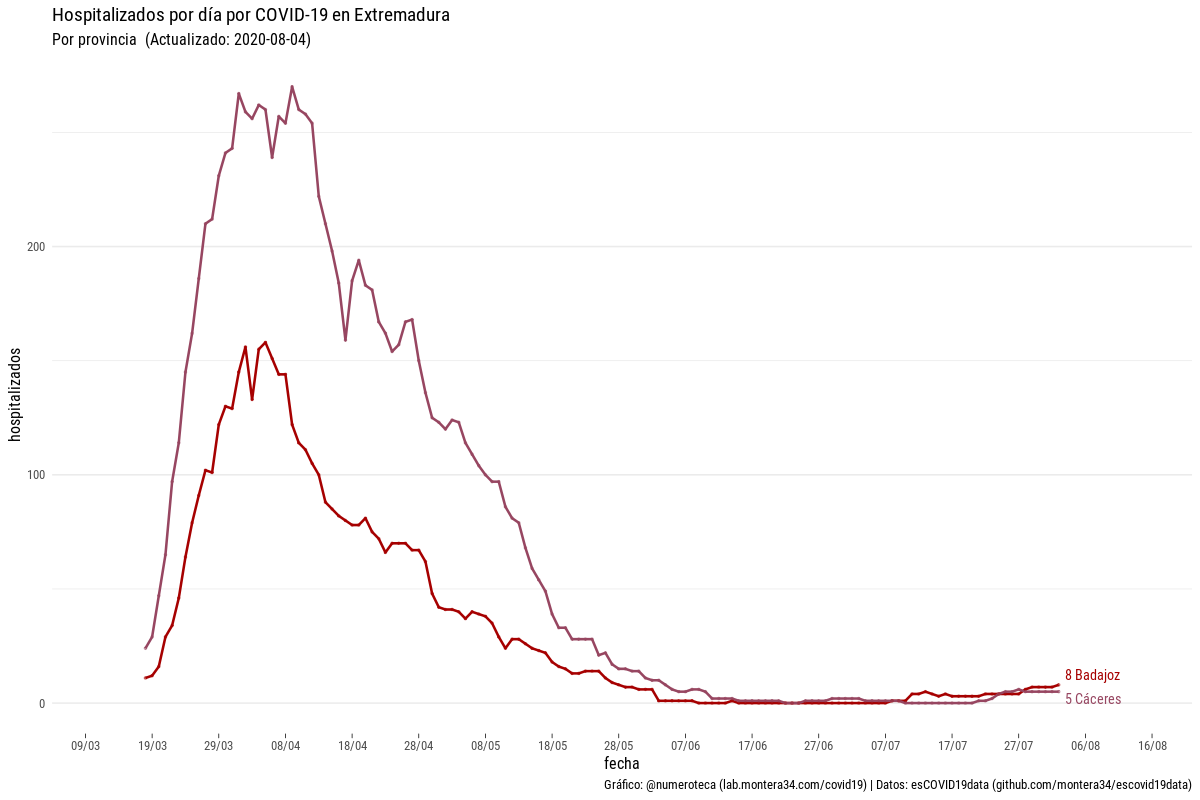 Hospitalizados por día por COVID-19 en Extremadura
Por provincia  (Actualizado: 2020-08-04)
hospitalizados
200
100
0
8 Badajoz
5 Cáceres
09/03 19/03 29/03 08/04 18/04 28/04 08/05 18/05 28/05 07/06 17/06 27/06 07/07 17/07 27/07 06/08 16/08
fecha
Gráfico: @numeroteca (lab.montera34.com/covid19) | Datos: esCOVID19data (github.com/montera34/escovid19data)